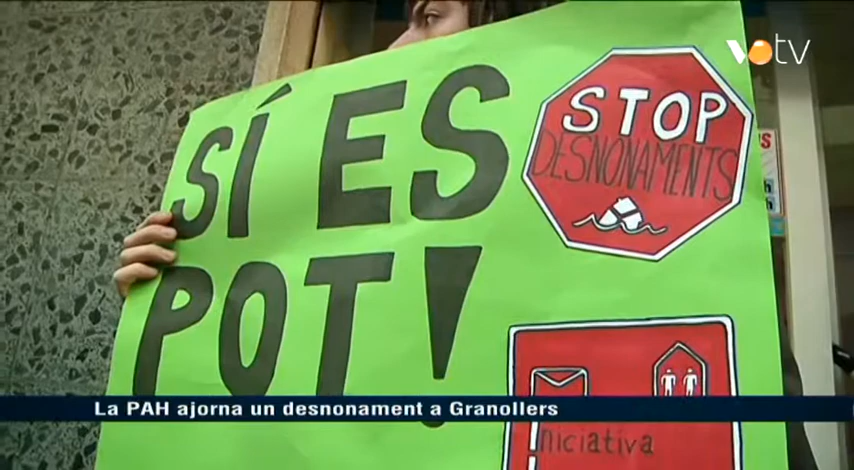 votv
SÍ ES
POT!
STOP
DESNONAMENTS
La PAH ajorna un desnonament a Granollers
iniciativa